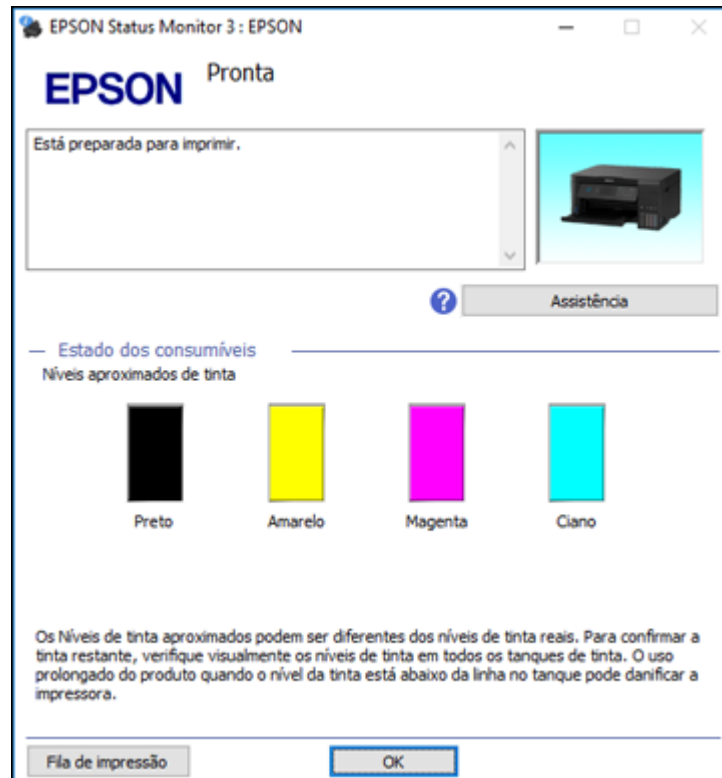 EPSON Status Monitor 3 : EPSON
EPSON
Pronta
Está preparada para imprimir.
Assistência
Estado dos consumíveis
Níveis aproximados de tinta
Preto
Amarelo
Magenta
Ciano
Os Níveis de tinta aproximados podem ser diferentes dos níveis de tinta reais. Para confirmar a
tinta restante, verifique visualmente os níveis de tinta em todos os tanques de tinta. O uso
prolongado do produto quando o nível da tinta está abaixo da linha no tanque pode danificar a
impressora.
Fila de impressão
OK